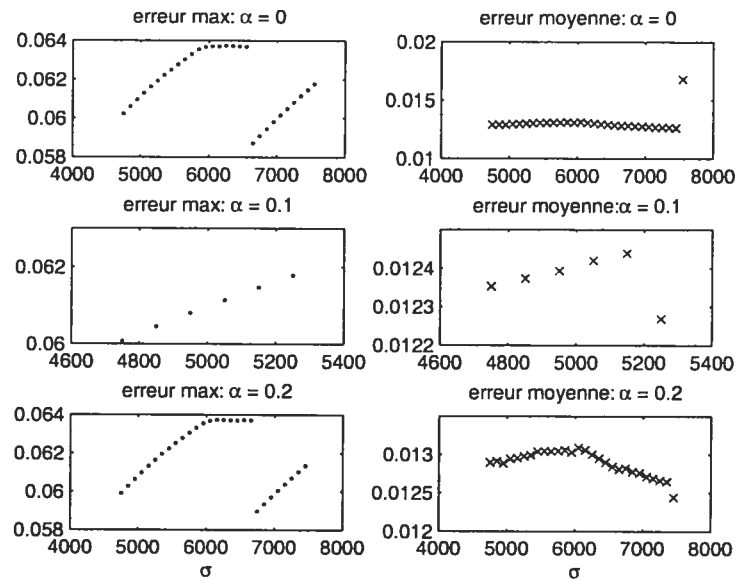 erreur max: α = 0
0.064
0.062
0.06
0.058
4000 5000 6000 7000 8000
erreur moyenne: α = 0
0.02
0.015
0.01
4000 5000 6000 7000 8000
erreur max: α = 0.1
0.062
0.06
4600 4800 5000 5200 5400
erreur moyenne:α = 0.1
0.0124
0.0123
0.0122
4600 4800 5000 5200 5400
erreur max: α = 0.2
0.064
0.062
0.06
0.058
4000 5000 6000 7000 8000
σ
erreur moyenne: α = 0.2
0.013
0.0125
0.012
4000 5000 6000 7000 8000
σ